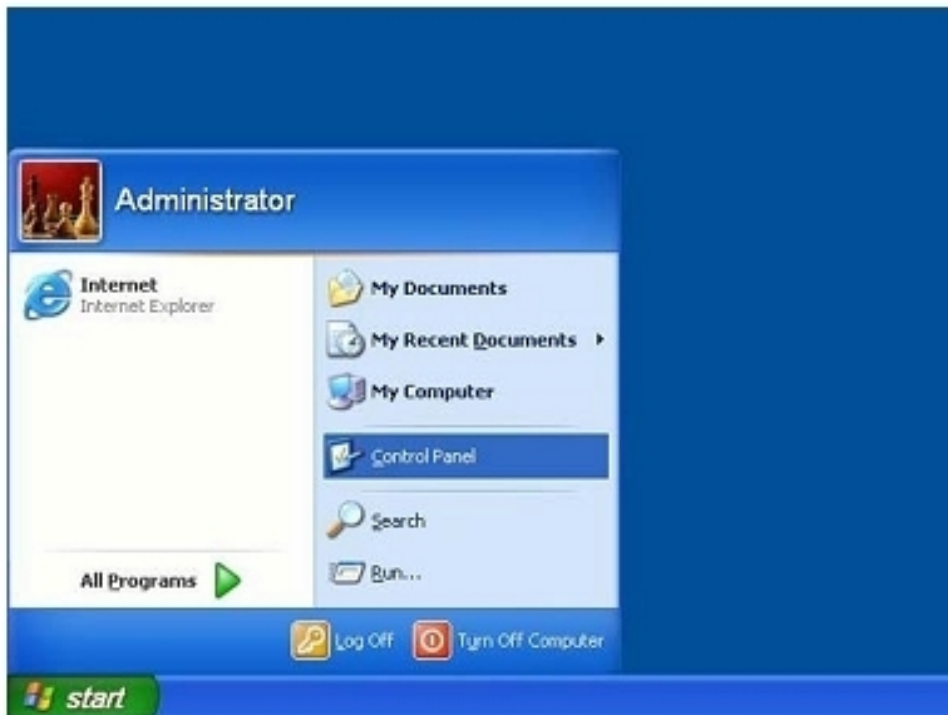 Administrator
Internet
Internet Explorer
All Programs
My Documents
My Recent Documents
My Computer
Control Panel
Search
Run...
Log Off
Turn Off Computer
start